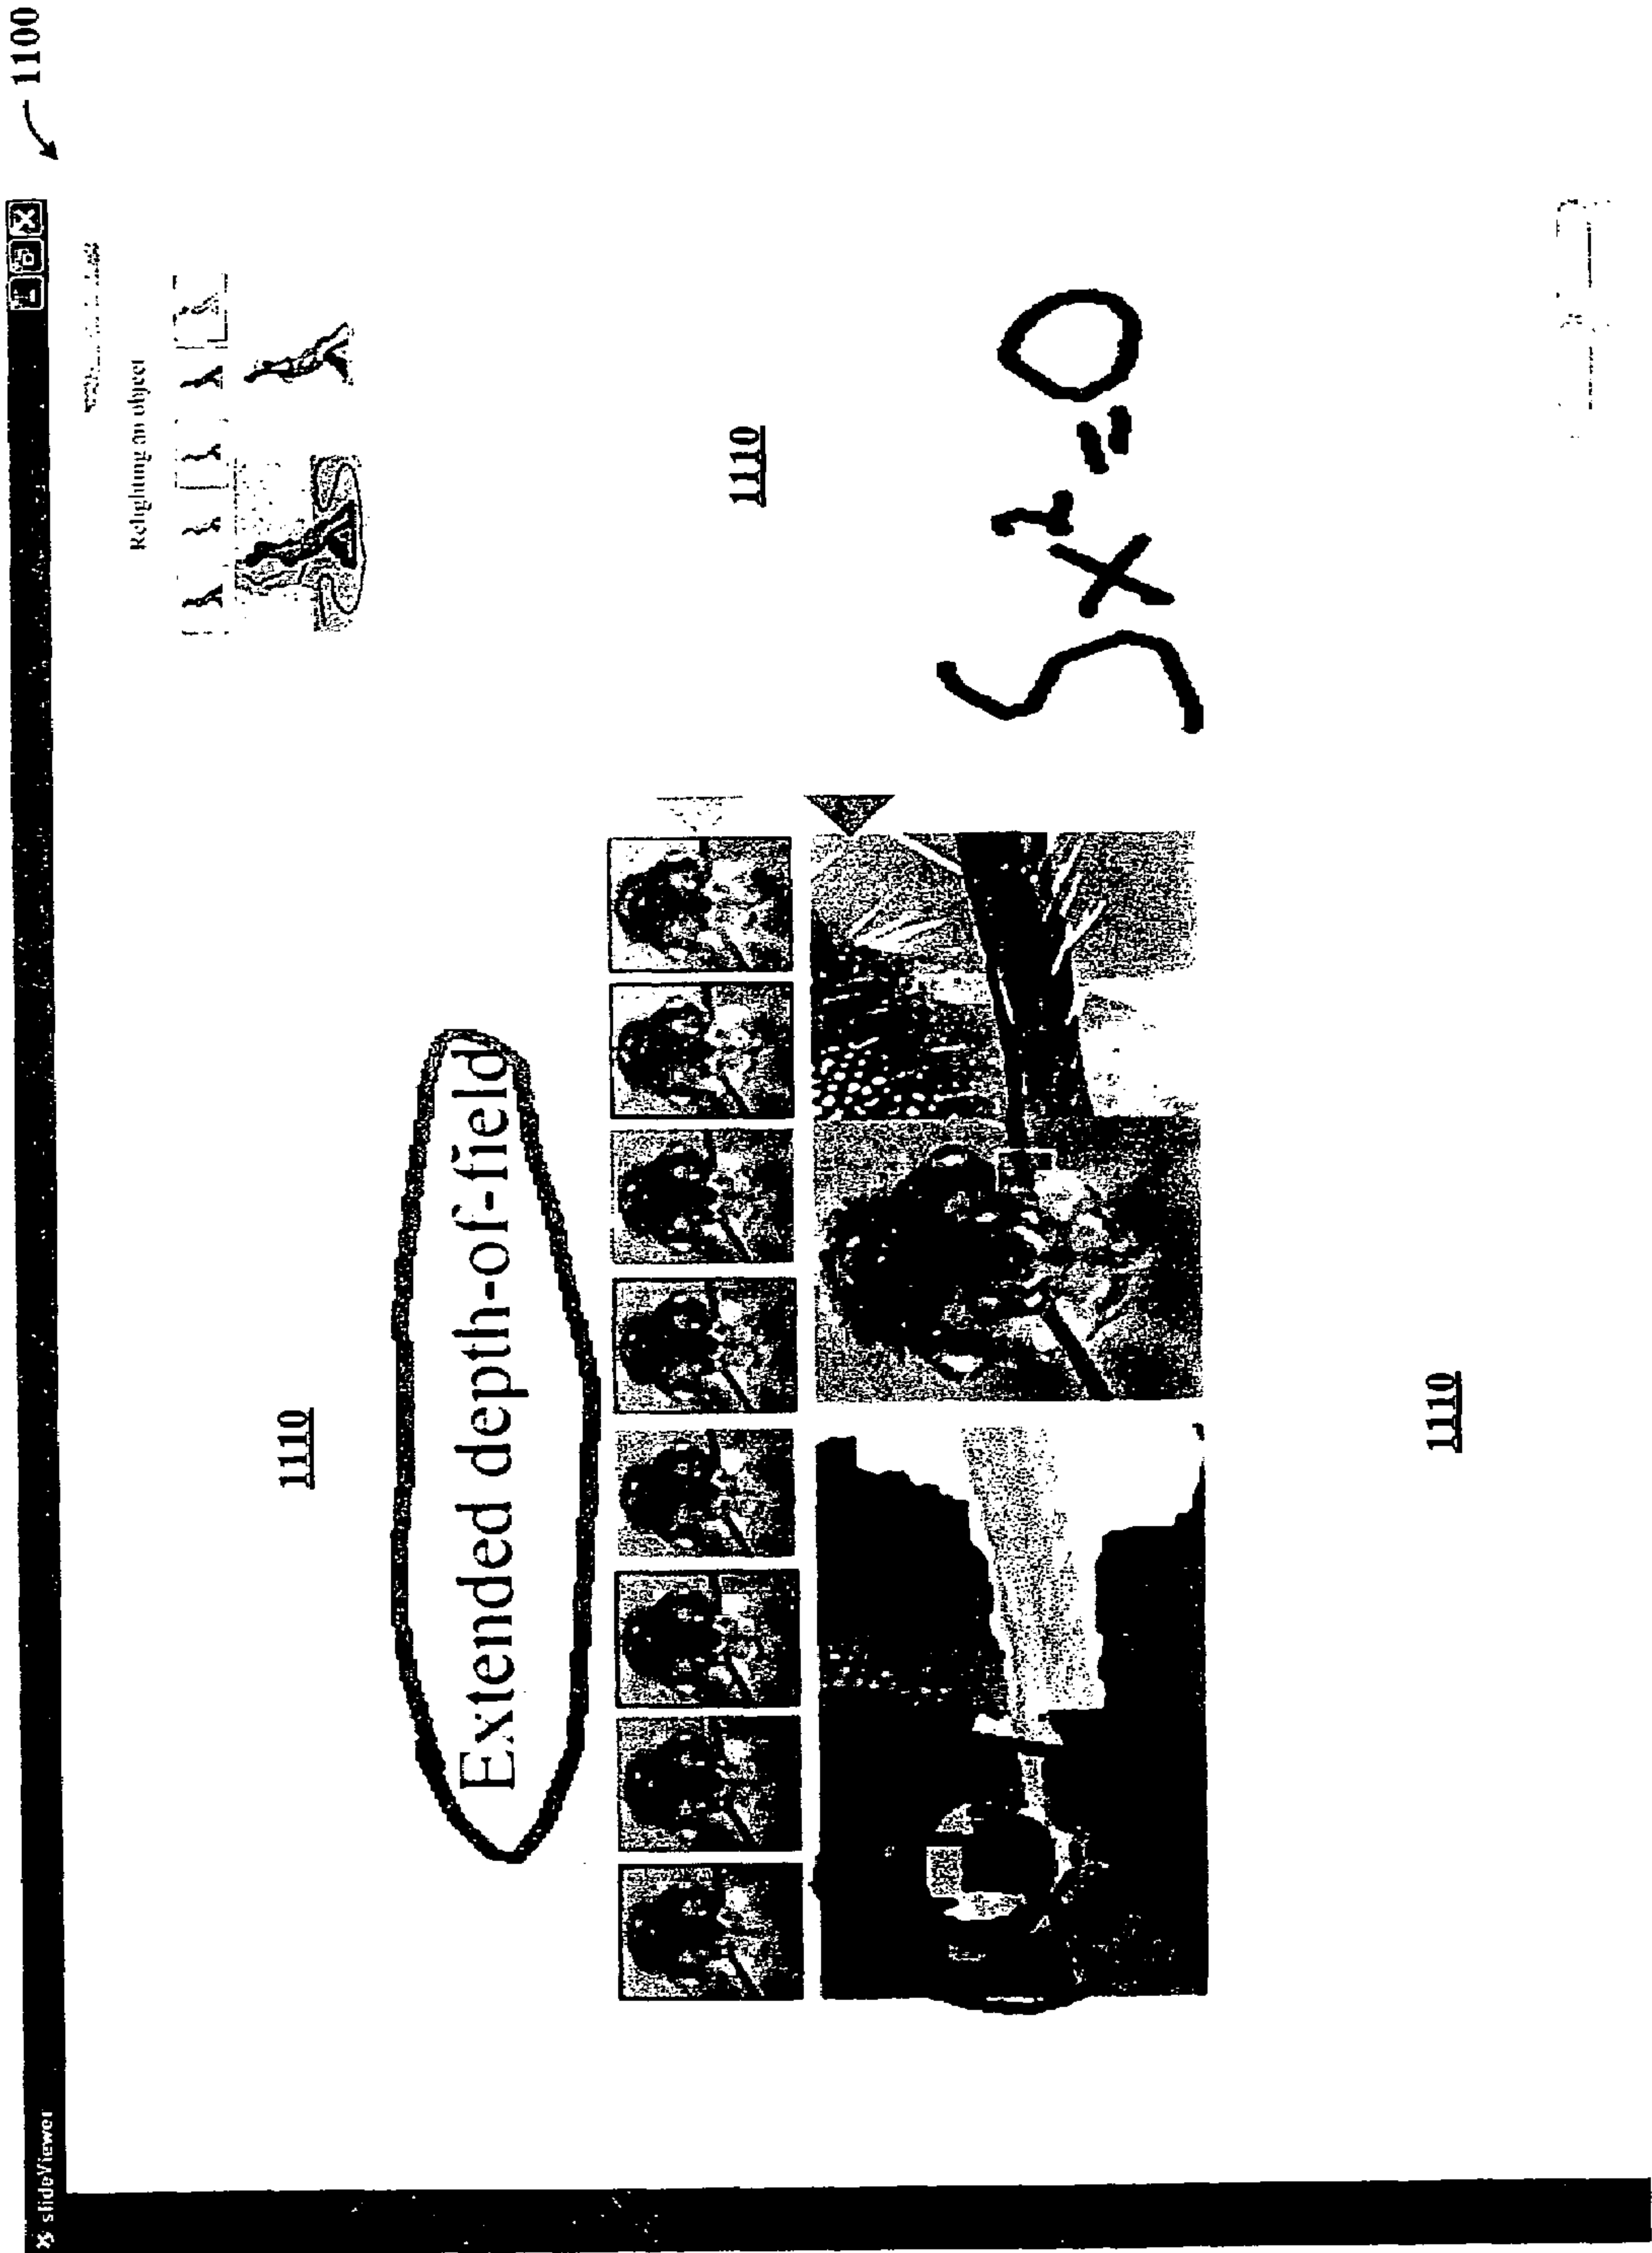 slideViewer
1100
Relighting an object
1110
Extended depth-of-field
1110
5x²=0
1110